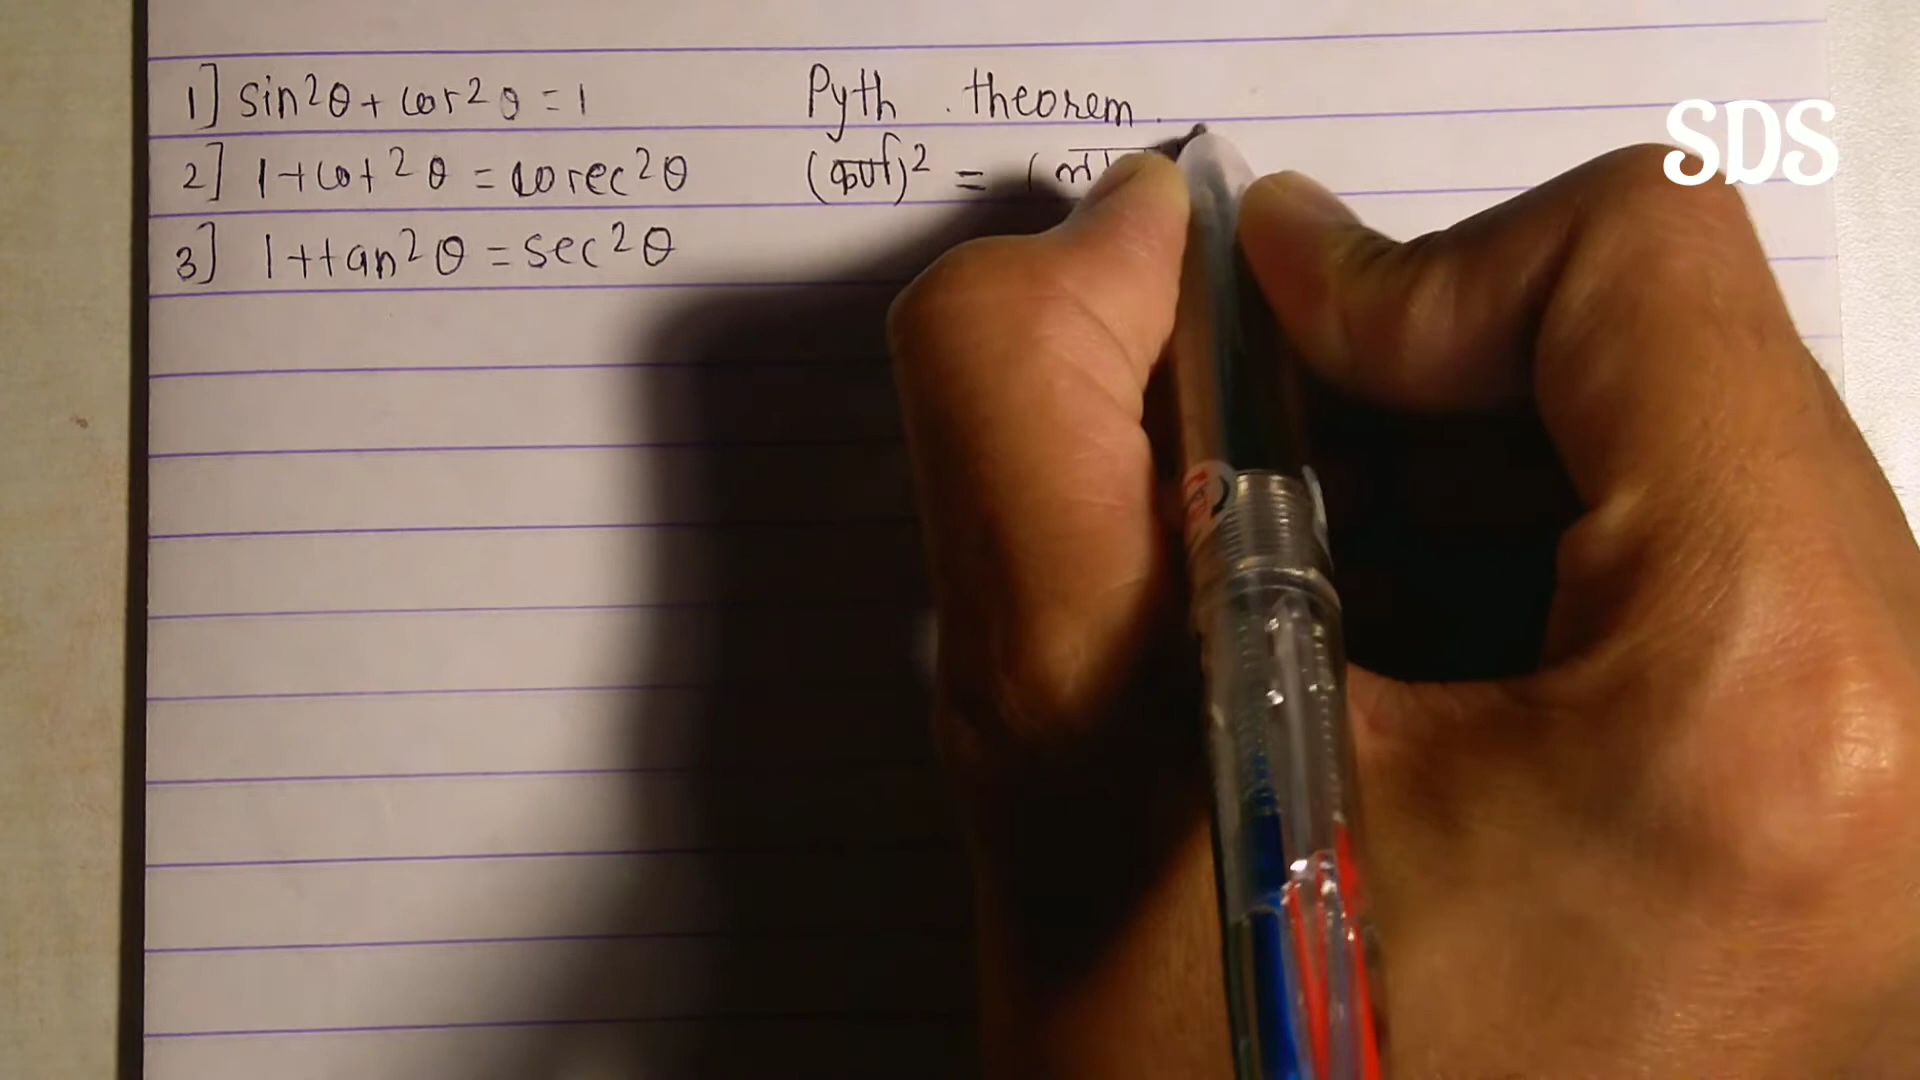 1] sin²θ + cos²θ = 1
2] 1+cot²θ = cosec²θ
3] 1+tan²θ = sec²θ
Pyth . theorem.
(कर्ण)² = (
SDS